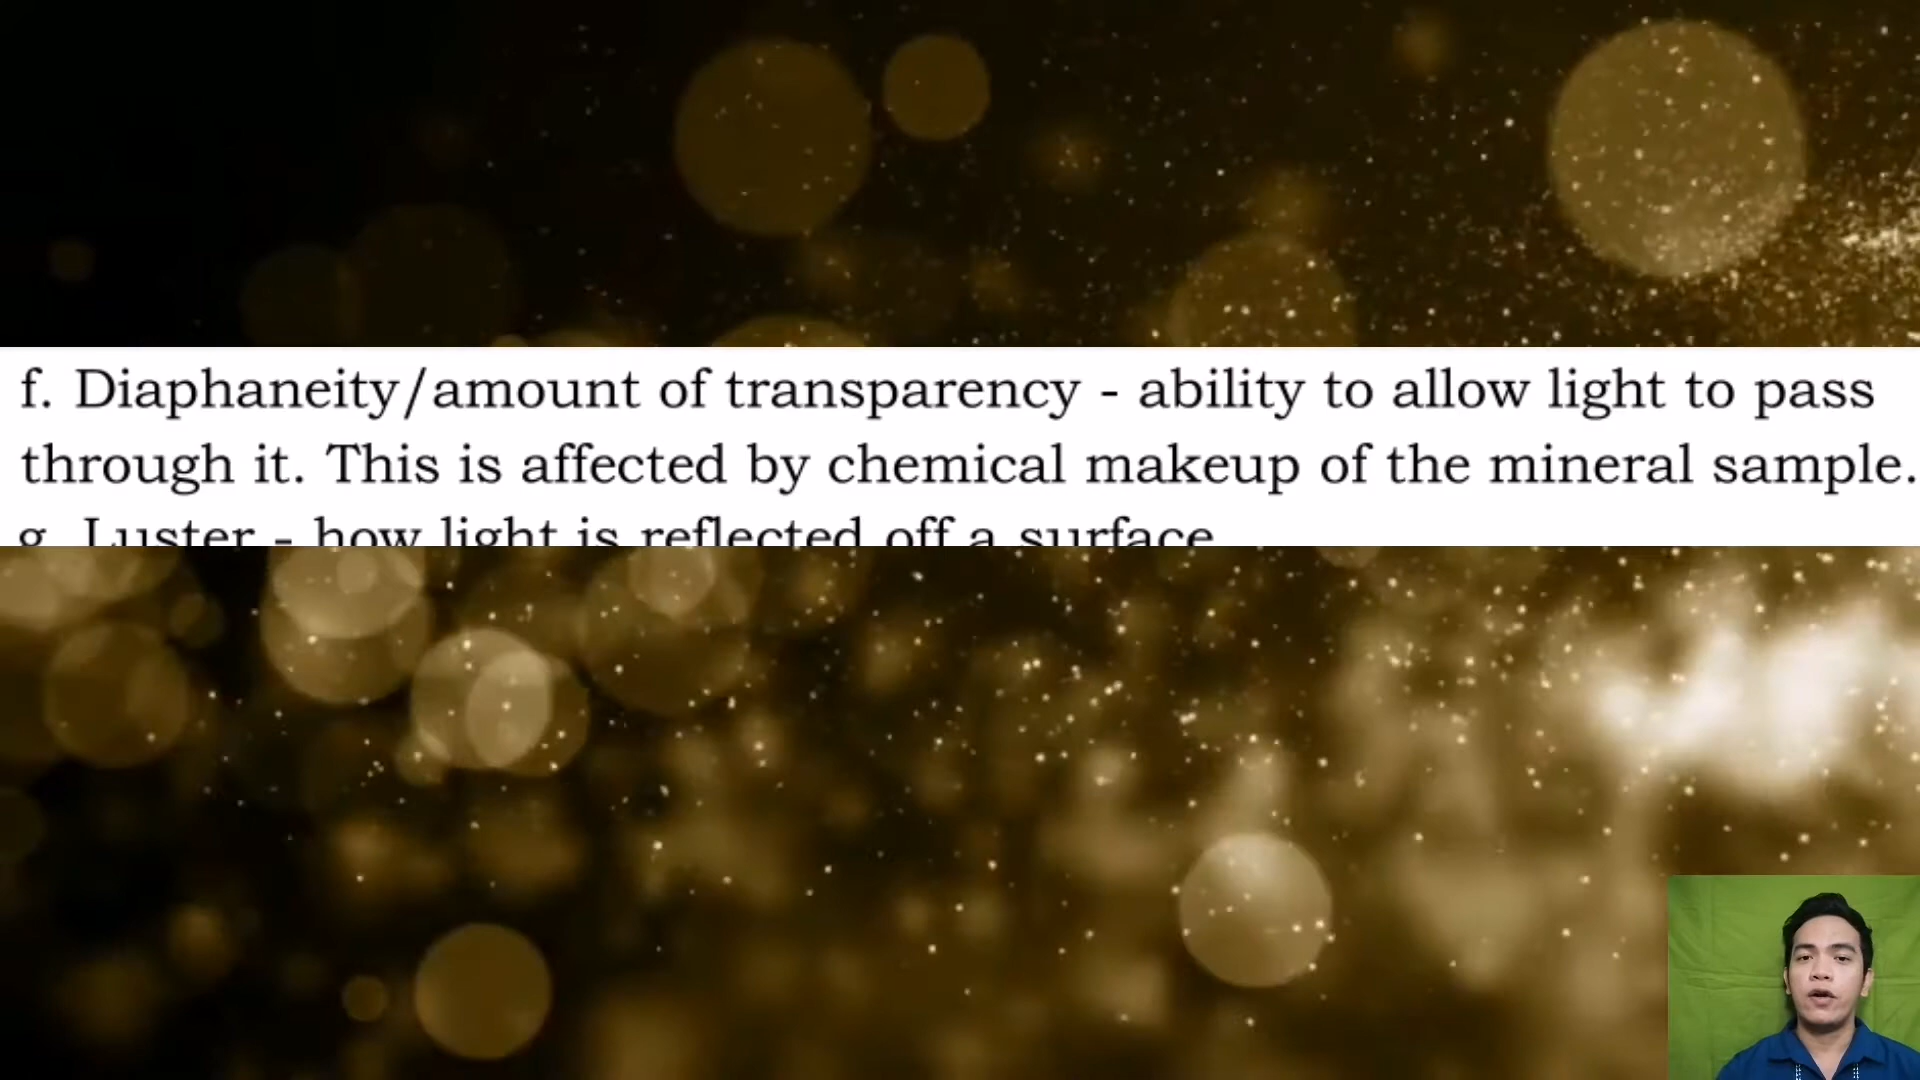 f. Diaphaneity/amount of transparency - ability to allow light to pass
through it. This is affected by chemical makeup of the mineral sample.
g. Luster - how light is reflected off a surface